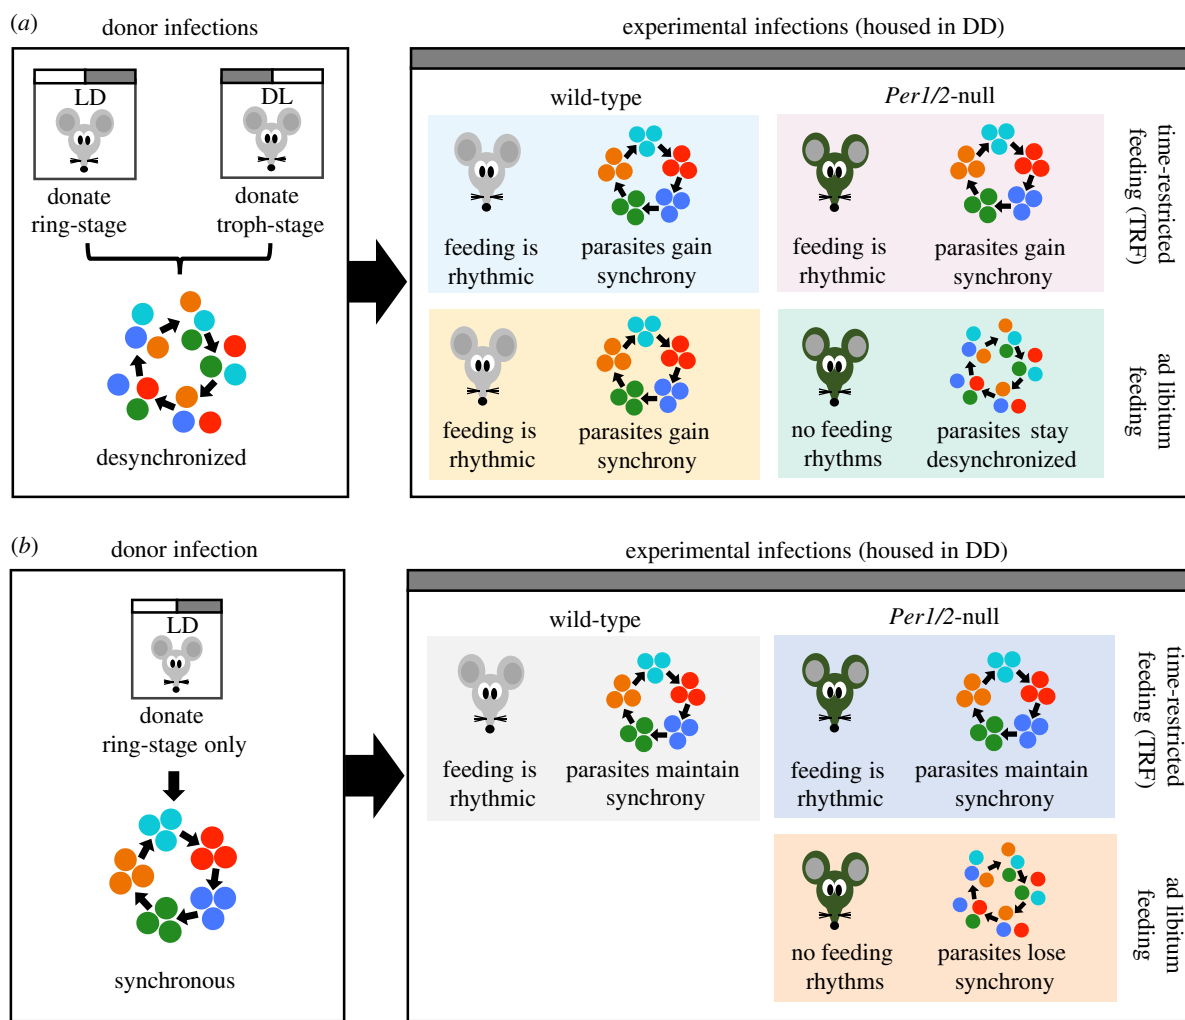 (a)
donor infections
LD
DL
donate
ring-stage
donate
troph-stage
desynchronized
experimental infections (housed in DD)
wild-type
Per1/2-null
feeding is
rhythmic
parasites gain
synchrony
feeding is
rhythmic
parasites gain
synchrony
time-restricted
feeding (TRF)
feeding is
rhythmic
parasites gain
synchrony
no feeding
rhythms
parasites stay
desynchronized
ad libitum
feeding
(b)
donor infection
LD
donate
ring-stage only
synchronous
experimental infections (housed in DD)
wild-type
Per1/2-null
feeding is
rhythmic
parasites maintain
synchrony
feeding is
rhythmic
parasites maintain
synchrony
time-restricted
feeding (TRF)
no feeding
rhythms
parasites lose
synchrony
ad libitum
feeding